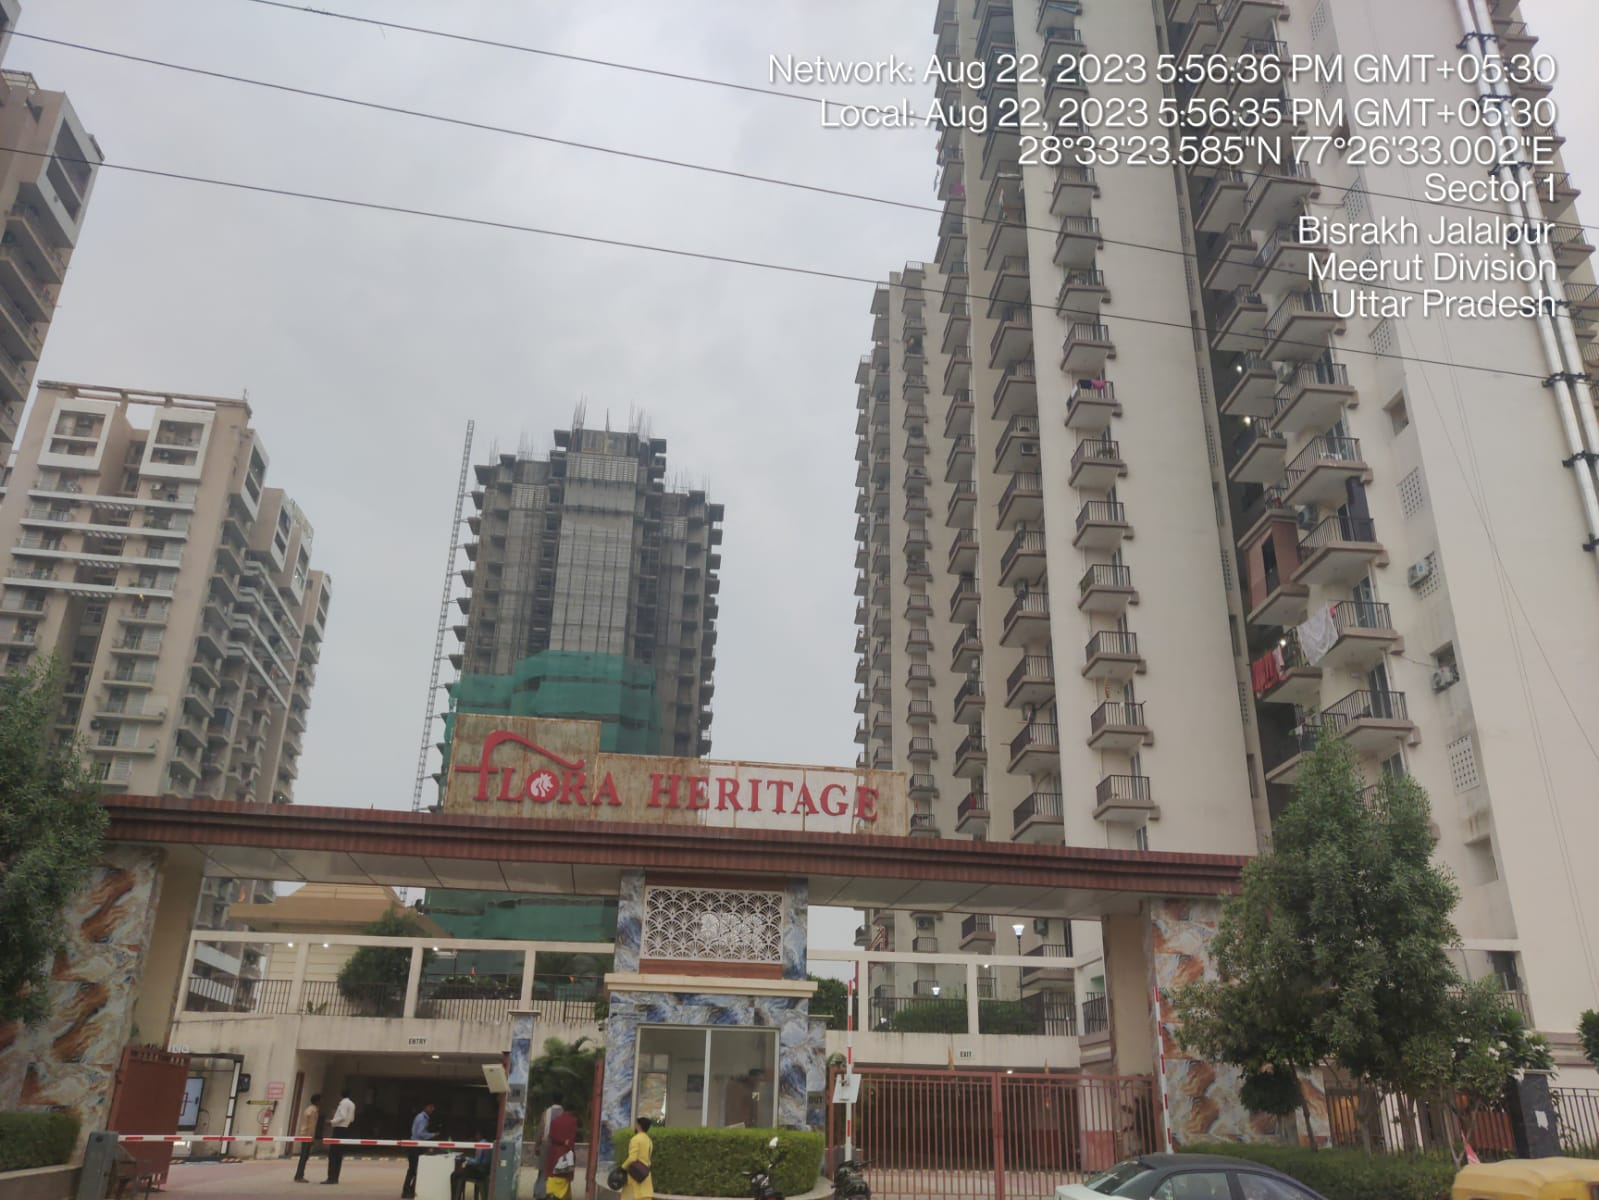 Network: Aug 22, 2023 5:56:36 PM GMT+05:30
Local: Aug 22, 2023 5:56:35 PM GMT+05:30
28°33'23.585"N 77°26'33.002"E
Sector 1
Bisrakh Jalalpur
Meerut Division
Uttar Pradesh
FLORA HERITAGE
ENTRY
EXIT
IN
OUT